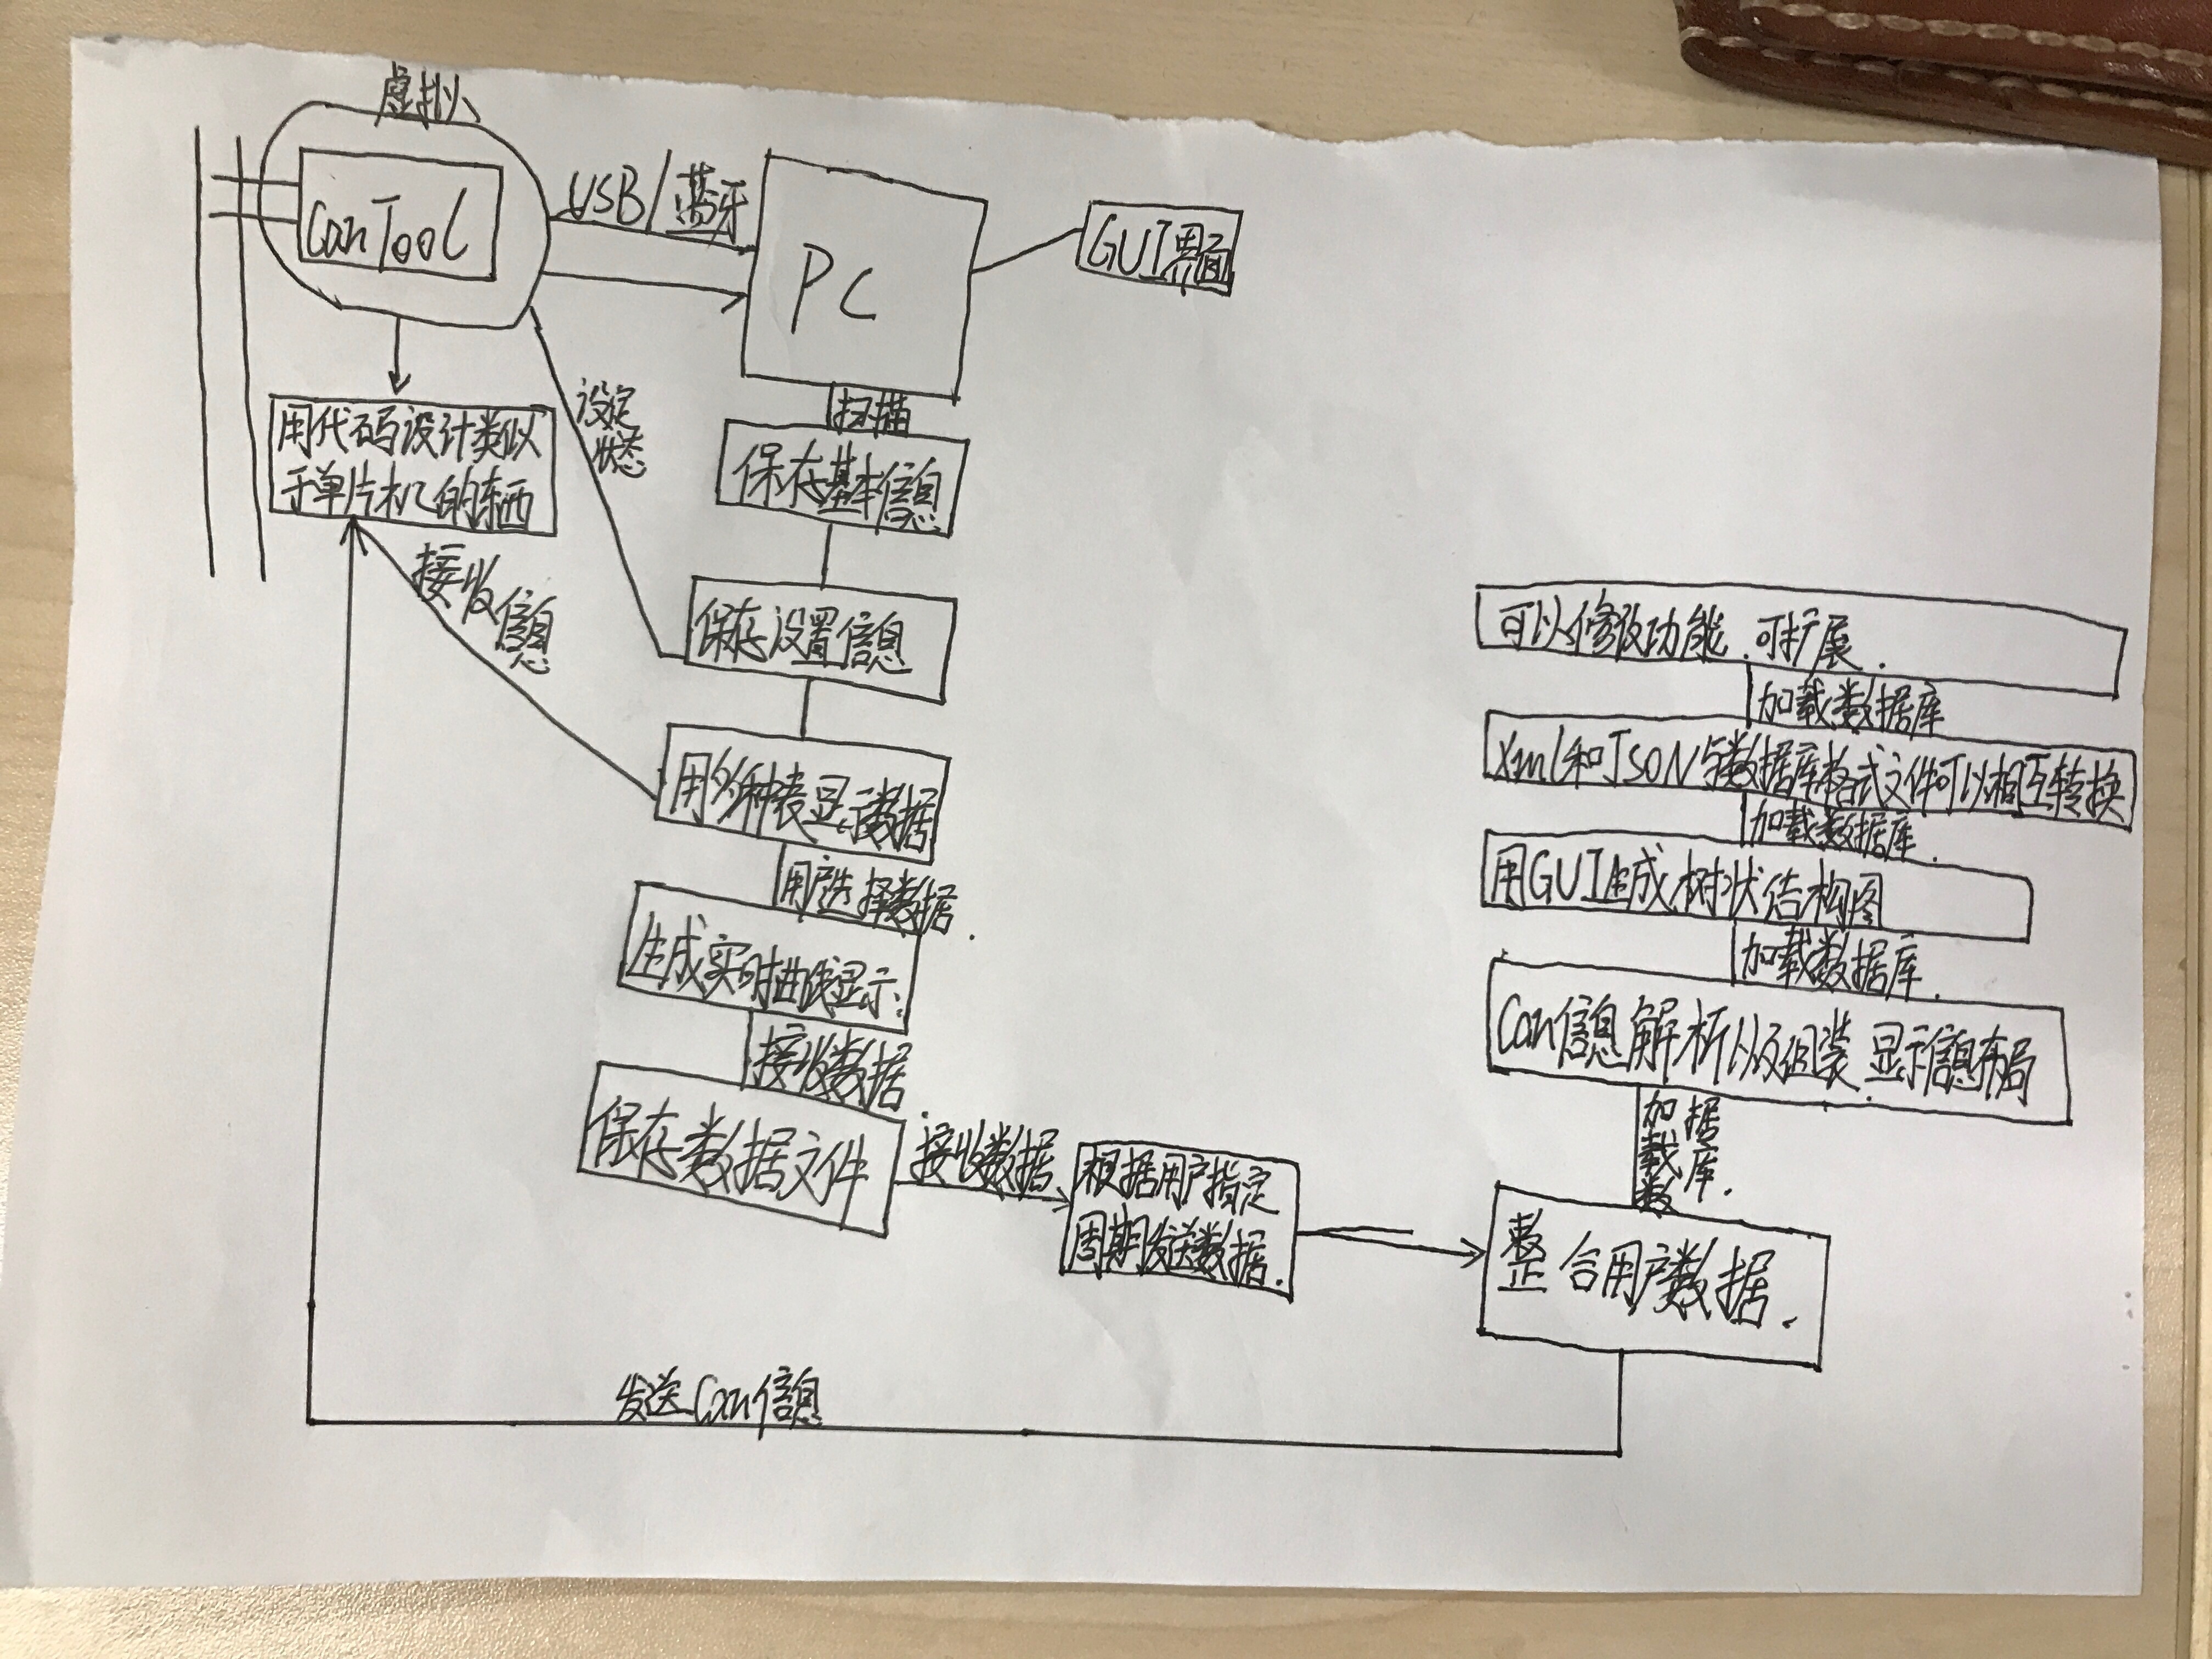 虚拟
CanTool
USB/蓝牙
PC
GUI界面
用代码设计类似
于单片机的东西
设定
状态
扫描
保存基本信息
接收信息
保存设置信息
用多种表显示数据
用户选择数据.
生成实时曲线显示.
接收数据.
保存数据文件
接收数据
根据用户指定
周期发送数据.
可以修改功能.可扩展.
加载数据库
Xml和JSON与数据库格式文件可以相互转换
加载数据库.
用GUI生成树状结构图
加载数据库.
Can信息解析以及组装.显示信息布局
加载数据库.
整合用户数据.
发送Can信息